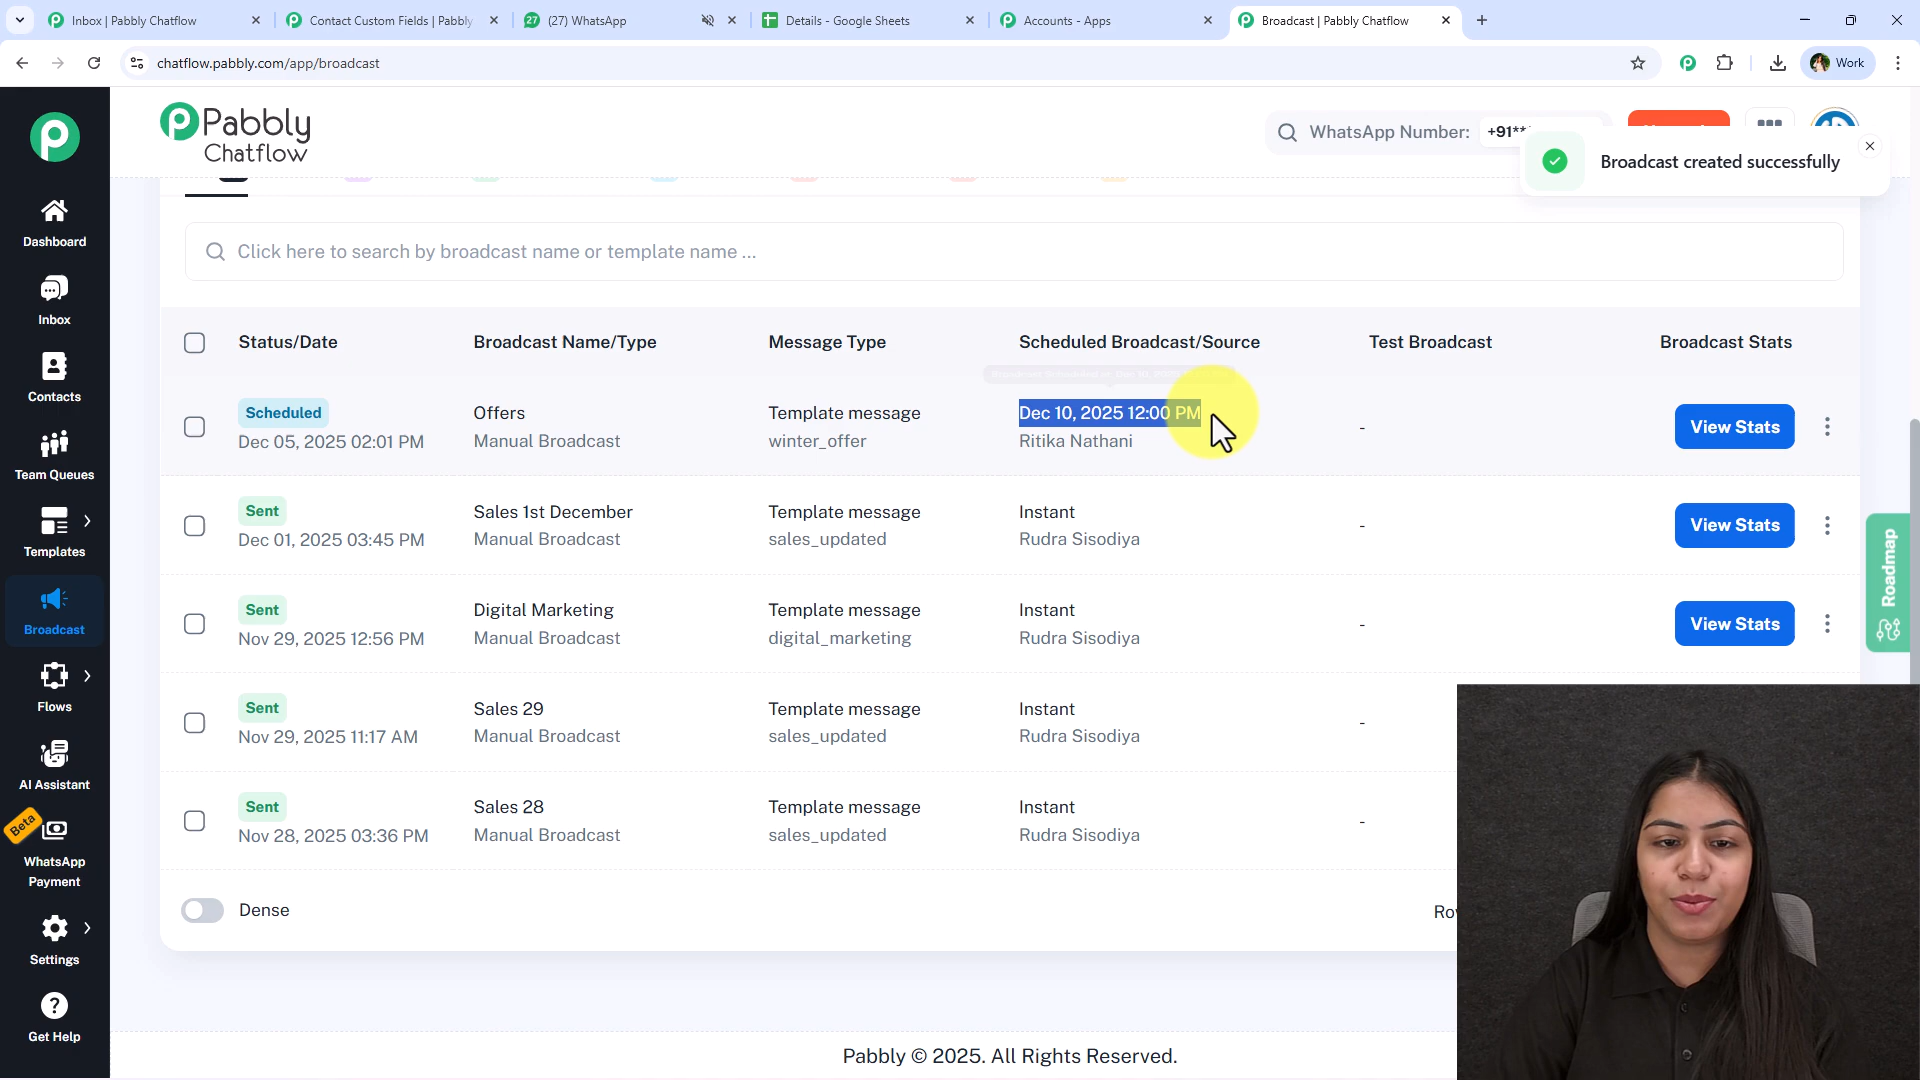 Inbox | Pabbly Chatflow
Contact Custom Fields | Pabbly
27 (27) WhatsApp
Details - Google Sheets
Accounts - Apps
Broadcast | Pabbly Chatflow
chatflow.pabbly.com/app/broadcast
Work
Pabbly
Chatflow
WhatsApp Number: +91**
Broadcast created successfully
Dashboard
Inbox
Contacts
Team Queues
Templates
Broadcast
Flows
AI Assistant
Beta
WhatsApp
Payment
Settings
Get Help
Click here to search by broadcast name or template name ...
Status/Date Broadcast Name/Type Message Type Scheduled Broadcast/Source Test Broadcast Broadcast Stats
Scheduled Offers Template message Dec 10, 2025 12:00 PM - View Stats
Dec 05, 2025 02:01 PM Manual Broadcast winter_offer Ritika Nathani
Sent Sales 1st December Template message Instant - View Stats
Dec 01, 2025 03:45 PM Manual Broadcast sales_updated Rudra Sisodiya
Sent Digital Marketing Template message Instant - View Stats
Nov 29, 2025 12:56 PM Manual Broadcast digital_marketing Rudra Sisodiya
Sent Sales 29 Template message Instant -
Nov 29, 2025 11:17 AM Manual Broadcast sales_updated Rudra Sisodiya
Sent Sales 28 Template message Instant -
Nov 28, 2025 03:36 PM Manual Broadcast sales_updated Rudra Sisodiya
Roadmap
Dense
Pabbly © 2025. All Rights Reserved.